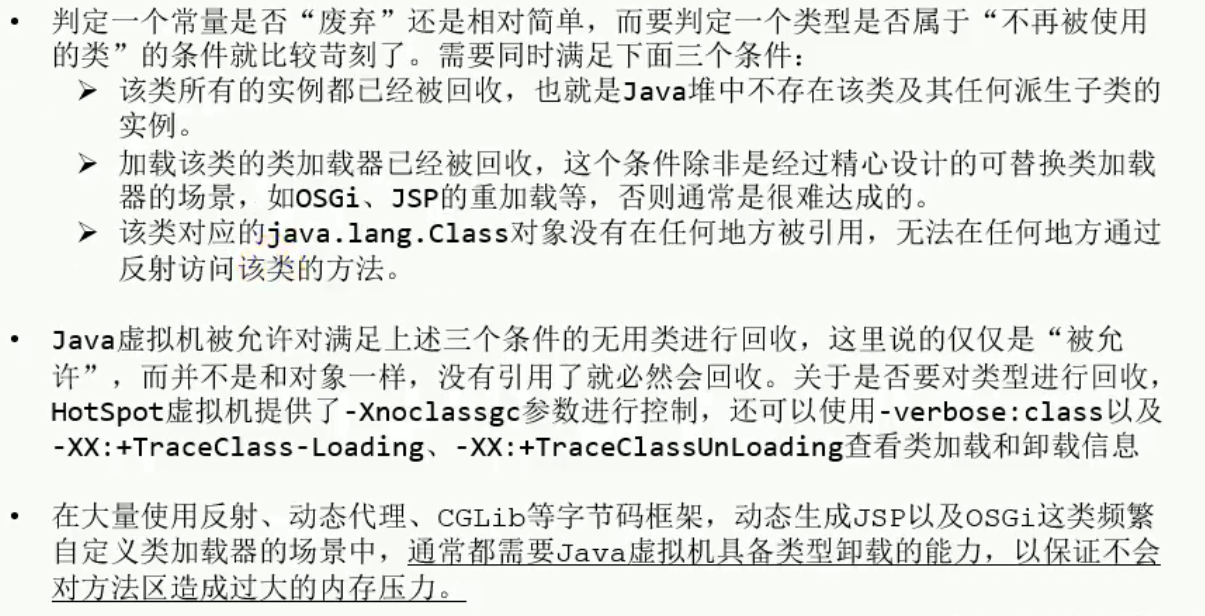 • 判定一个常量是否“废弃”还是相对简单，而要判定一个类型是否属于“不再被使用
的类”的条件就比较苛刻了。需要同时满足下面三个条件：
➢ 该类所有的实例都已经被回收，也就是Java堆中不存在该类及其任何派生子类的
实例。
➢ 加载该类的类加载器已经被回收，这个条件除非是经过精心设计的可替换类加载
器的场景，如OSGi、JSP的重加载等，否则通常是很难达成的。
➢ 该类对应的java.lang.Class对象没有在任何地方被引用，无法在任何地方通过
反射访问该类的方法。
• Java虚拟机被允许对满足上述三个条件的无用类进行回收，这里说的仅仅是“被允
许”，而并不是和对象一样，没有引用了就必然会回收。关于是否要对类型进行回收，
HotSpot虚拟机提供了-Xnoclassgc参数进行控制，还可以使用-verbose:class以及
-XX:+TraceClass-Loading、-XX:+TraceClassUnLoading查看类加载和卸载信息
• 在大量使用反射、动态代理、CGLib等字节码框架，动态生成JSP以及OSGi这类频繁
自定义类加载器的场景中，通常都需要Java虚拟机具备类型卸载的能力，以保证不会
对方法区造成过大的内存压力。